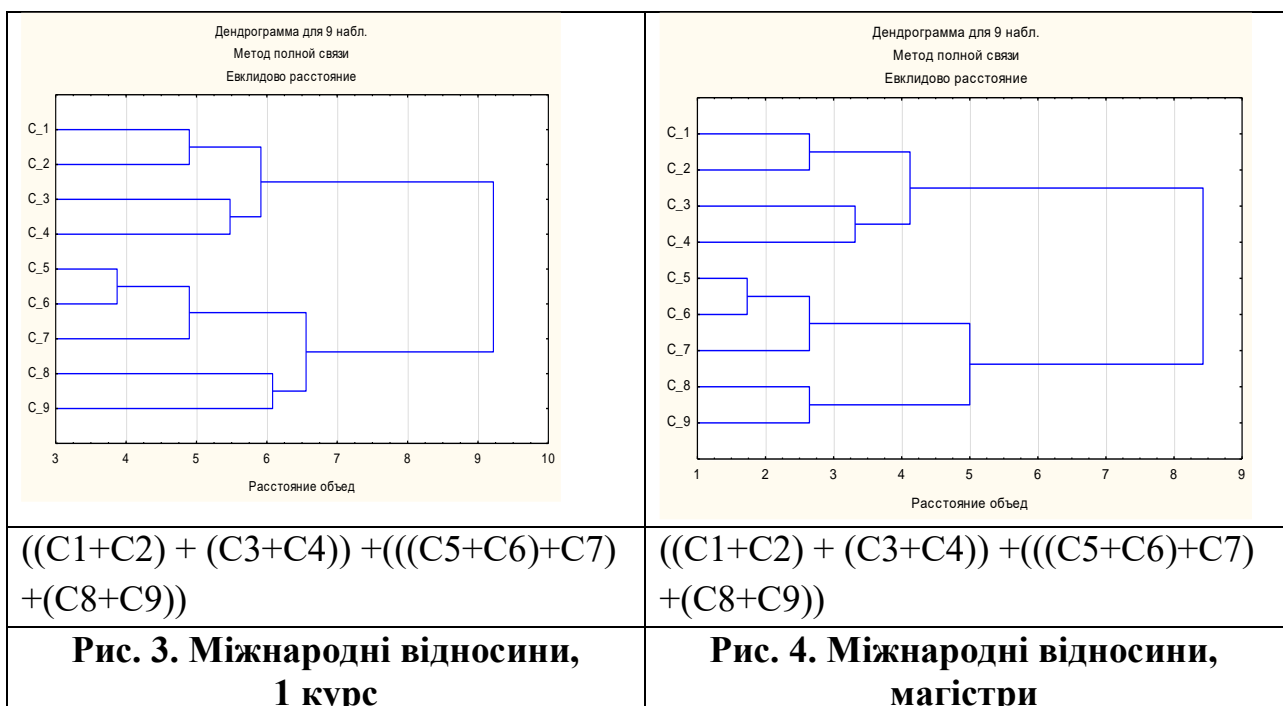 Дендрограмма для 9 набл.
Метод полной связи
Евклидово расстояние
C_1
C_2
C_3
C_4
C_5
C_6
C_7
C_8
C_9
3 4 5 6 7 8 9 10
Расстояние объед
Дендрограмма для 9 набл.
Метод полной связи
Евклидово расстояние
C_1
C_2
C_3
C_4
C_5
C_6
C_7
C_8
C_9
1 2 3 4 5 6 7 8 9
Расстояние объед
((C1+C2) + (C3+C4)) +(((C5+C6)+C7)
+(C8+C9))
((C1+C2) + (C3+C4)) +(((C5+C6)+C7)
+(C8+C9))
Рис. 3. Міжнародні відносини,
1 курс
Рис. 4. Міжнародні відносини,
магістри